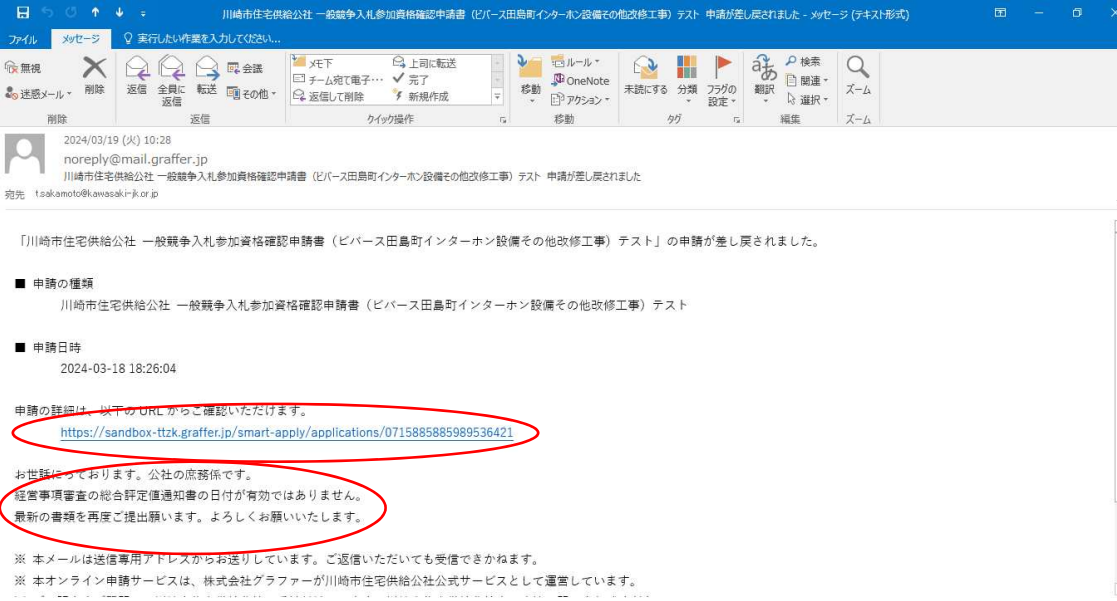 川崎市住宅供給公社 一般競争入札参加資格確認申請書（ビバース田島町インターホン設備その他改修工事）テスト 申請が差し戻されました - メッセージ (テキスト形式)
ファイル メッセージ 実行したい作業を入力してください...
無視
迷惑メール
削除
返信
全員に返信
転送
会議
その他
メモ下
チーム宛て電子…
返信して削除
上司に転送
完了
新規作成
移動
ルール
OneNote
アクション
未読にする
分類
フラグの設定
翻訳
検索
関連
選択
ズーム
削除 返信 クイック操作 移動 タグ 編集 ズーム
2024/03/19 (火) 10:28
noreply@mail.graffer.jp
川崎市住宅供給公社 一般競争入札参加資格確認申請書（ビバース田島町インターホン設備その他改修工事）テスト 申請が差し戻されました
宛先 t.sakamoto@kawasaki-jk.or.jp
「川崎市住宅供給公社 一般競争入札参加資格確認申請書（ビバース田島町インターホン設備その他改修工事）テスト」の申請が差し戻されました。
■ 申請の種類
川崎市住宅供給公社 一般競争入札参加資格確認申請書（ビバース田島町インターホン設備その他改修工事）テスト
■ 申請日時
2024-03-18 18:26:04
申請の詳細は、以下の URL からご確認いただけます。
https://sandbox-ttzk.graffer.jp/smart-apply/applications/0715885885989536421
お世話になっております。公社の庶務係です。
経営事項審査の総合評定値通知書の日付が有効ではありません。
最新の書類を再度ご提出願います。よろしくお願いいたします。
※ 本メールは送信専用アドレスからお送りしています。ご返信いただいても受信できかねます。
※ 本オンライン申請サービスは、株式会社グラファーが川崎市住宅供給公社公式サービスとして運営しています。